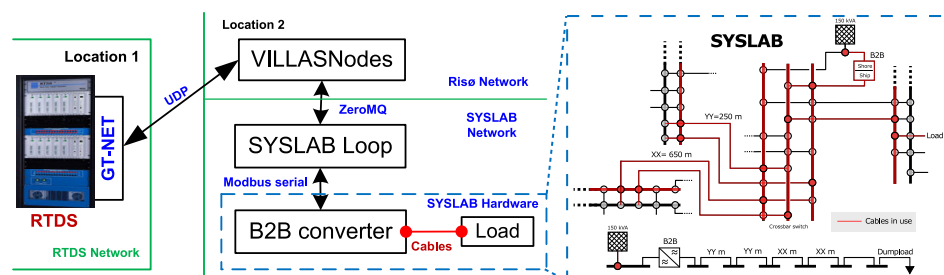 Location 1
GT-NET
RTDS
RTDS Network
UDP
Location 2
VILLASNodes
Risø Network
ZeroMQ
SYSLAB
Network
SYSLAB Loop
Modbus serial
SYSLAB Hardware
B2B converter
Cables
Load
SYSLAB
150 kVA
B2B
Shore
Ship
YY=250 m
Load
XX= 650 m
Crossbar switch
Cables in use
150 kVA
B2B
YY m
YY m
XX m
XX m
Dumpload